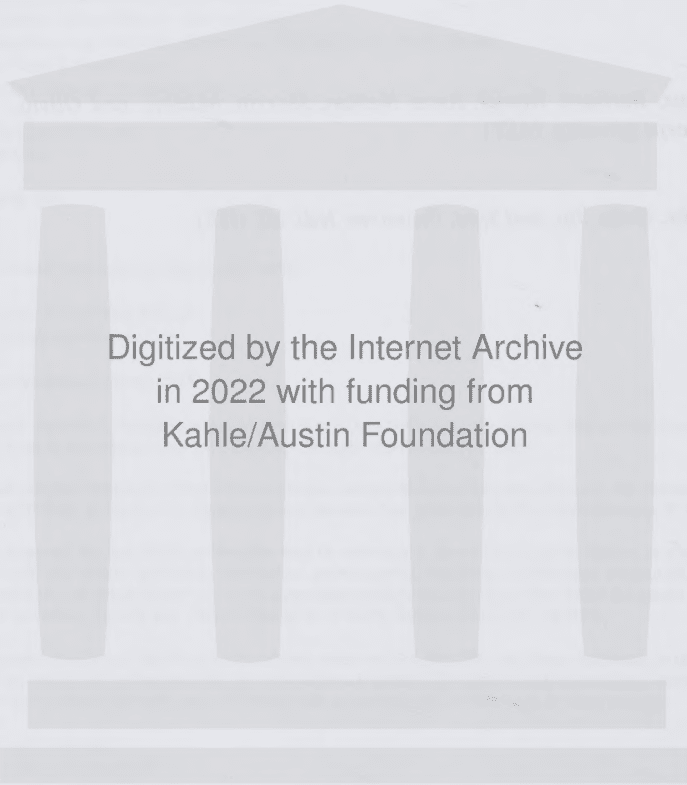 Digitized by the Internet Archive
in 2022 with funding from
Kahle/Austin Foundation